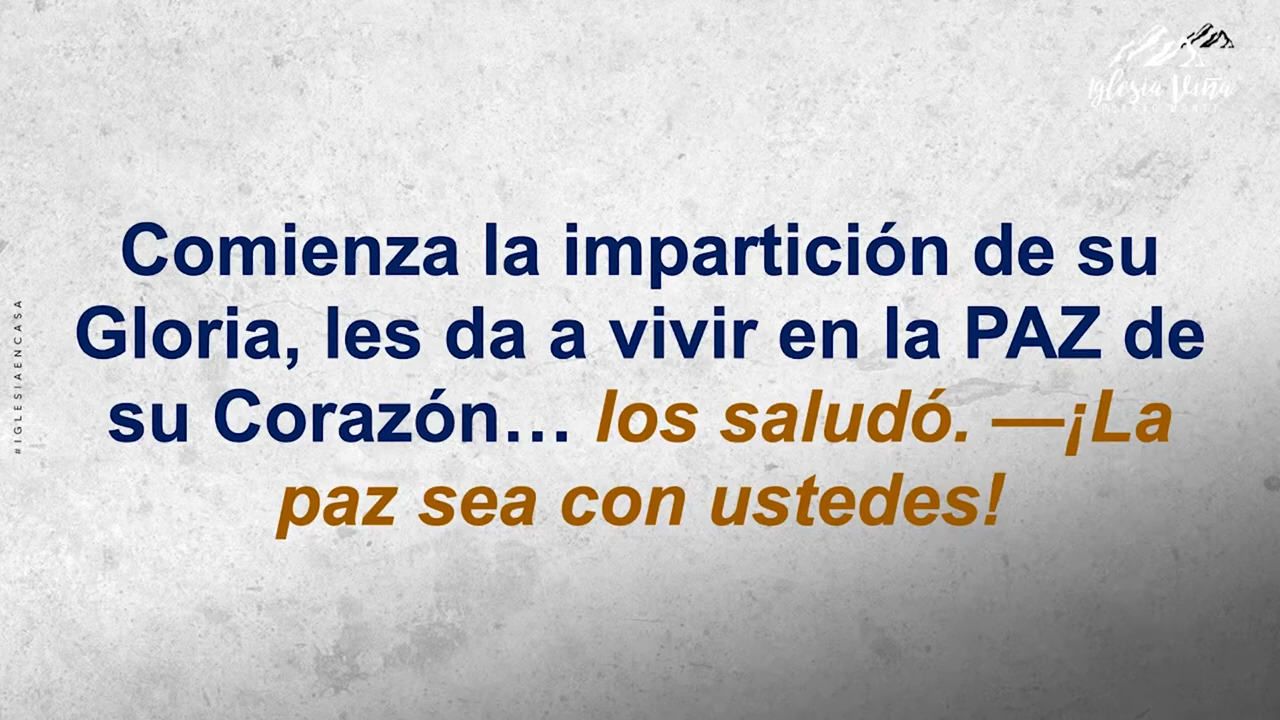 Iglesia Viña
#IGLESIAENCASA
Comienza la impartición de su
Gloria, les da a vivir en la PAZ de
su Corazón… los saludó. —¡La
paz sea con ustedes!